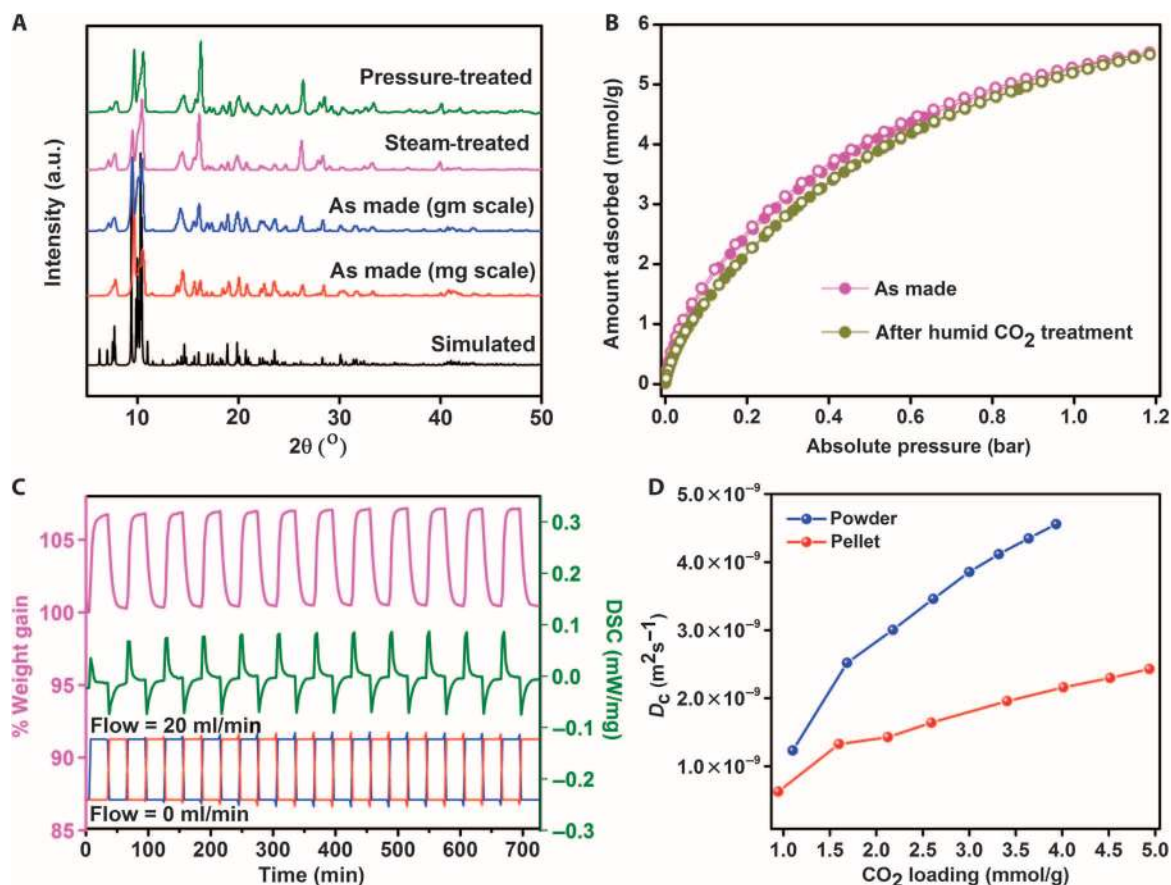 A
Pressure-treated
Steam-treated
As made (gm scale)
As made (mg scale)
Simulated
Intensity (a.u.)
10 20 30 40 50
2θ (°)
B
6
5
4
3
2
1
0
Amount adsorbed (mmol/g)
As made
After humid CO₂ treatment
0.0 0.2 0.4 0.6 0.8 1.0 1.2
Absolute pressure (bar)
C
105
100
95
90
85
% Weight gain
0.3
0.2
0.1
0.0
−0.1
−0.2
−0.3
DSC (mW/mg)
Flow = 20 ml/min
Flow = 0 ml/min
0 100 200 300 400 500 600 700
Time (min)
D
5.0×10⁻⁹
4.0×10⁻⁹
3.0×10⁻⁹
2.0×10⁻⁹
1.0×10⁻⁹
D_C (m²s⁻¹)
Powder
Pellet
1.0 1.5 2.0 2.5 3.0 3.5 4.0 4.5 5.0
CO₂ loading (mmol/g)